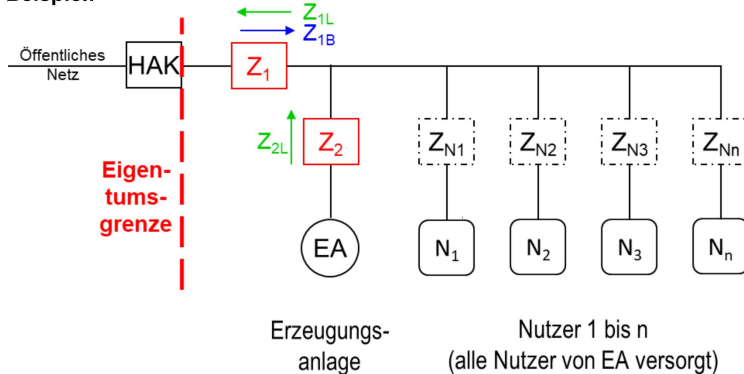 Beispiel:
Z1L
Z1B
Öffentliches
Netz
HAK
Z1
Z2L
Z2
ZN1
ZN2
ZN3
ZNn
Eigen-
tums-
grenze
EA
N1
N2
N3
Nn
Erzeugungs-
anlage
Nutzer 1 bis n
(alle Nutzer von EA versorgt)